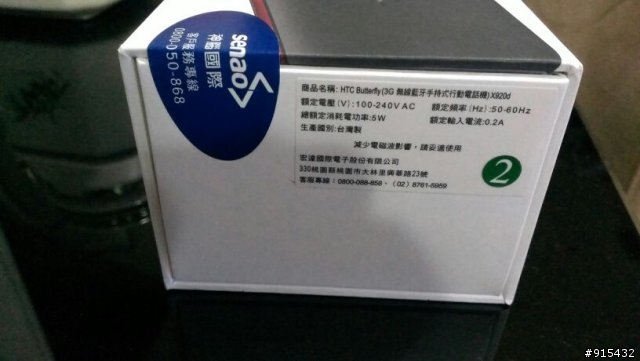 senao
神腦國際
客戶服務專線
0800-050-868
商品名稱: HTC Butterfly(3G 無線藍牙手持式行動電話機)X920d
額定電壓(V):100-240V AC 額定頻率(Hz):50-60Hz
總額定消耗電功率:5W 額定輸入電流:0.2A
生產國別:台灣製
減少電磁波影響,請妥適使用
宏達國際電子股份有限公司
330桃園縣桃園市大林里興華路23號
客服專線:0800-088-858、(02) 8761-5959
2
#915432